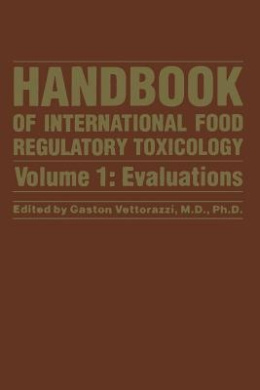 HANDBOOK
OF INTERNATIONAL FOOD
REGULATORY TOXICOLOGY
Volume 1: Evaluations
Edited by Gaston Vettorazzi, M.D., Ph.D.